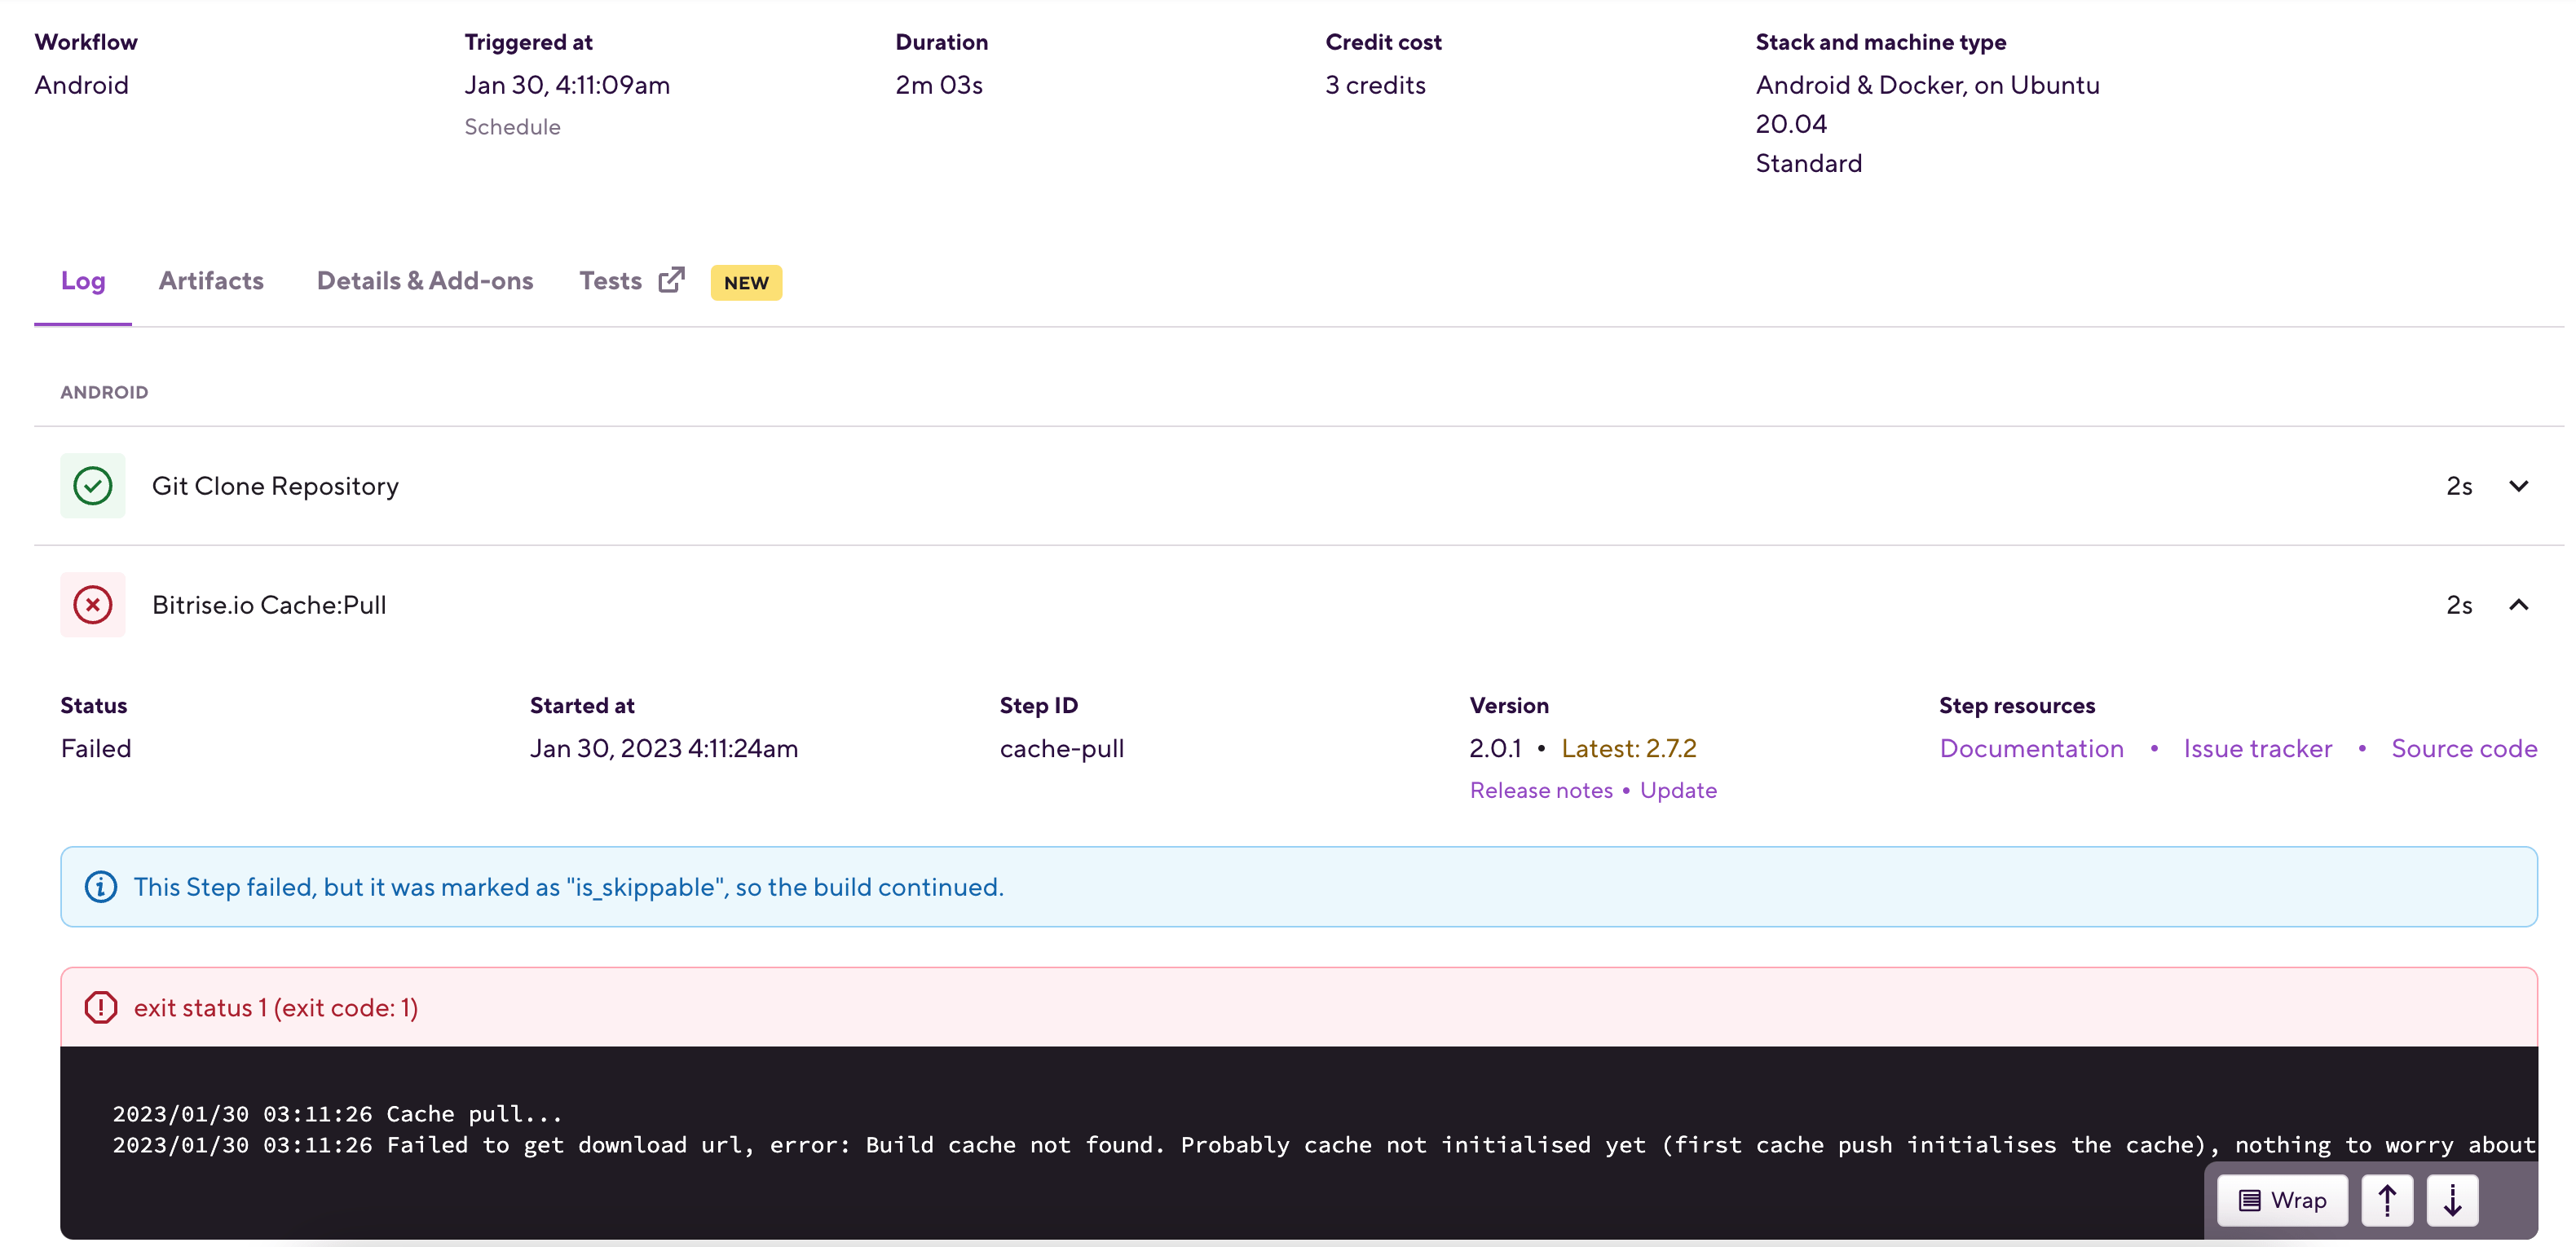 Workflow
Android
Triggered at
Jan 30, 4:11:09am
Schedule
Duration
2m 03s
Credit cost
3 credits
Stack and machine type
Android & Docker, on Ubuntu
20.04
Standard
Log Artifacts Details & Add-ons Tests NEW
ANDROID
Git Clone Repository 2s
Bitrise.io Cache:Pull 2s
Status
Failed
Started at
Jan 30, 2023 4:11:24am
Step ID
cache-pull
Version
2.0.1 • Latest: 2.7.2
Release notes • Update
Step resources
Documentation • Issue tracker • Source code
This Step failed, but it was marked as "is_skippable", so the build continued.
exit status 1 (exit code: 1)
2023/01/30 03:11:26 Cache pull...
2023/01/30 03:11:26 Failed to get download url, error: Build cache not found. Probably cache not initialised yet (first cache push initialises the cache), nothing to worry about
Wrap